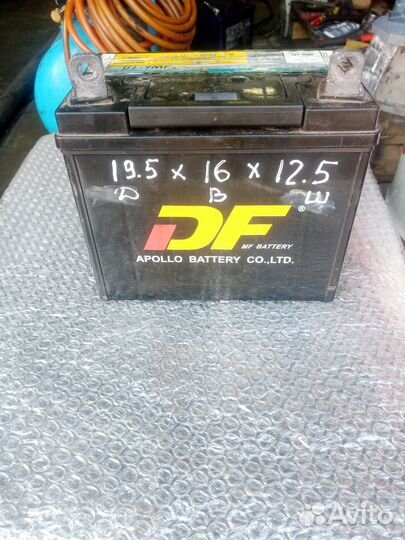 19.5 x 16 x 12.5
Д В Ш
DF®
MF BATTERY
APOLLO BATTERY CO.,LTD.
Avito